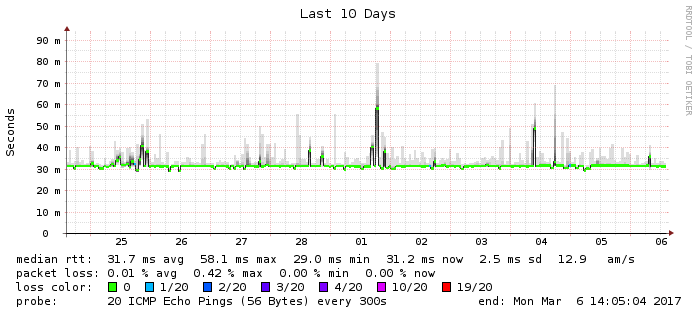 Last 10 Days
RRDTOOL / TOBI OETIKER
Seconds
90 m
80 m
70 m
60 m
50 m
40 m
30 m
20 m
10 m
0
25 26 27 28 01 02 03 04 05 06
median rtt: 31.7 ms avg 58.1 ms max 29.0 ms min 31.2 ms now 2.5 ms sd 12.9 am/s
packet loss: 0.01 % avg 0.42 % max 0.00 % min 0.00 % now
loss color: 0 1/20 2/20 3/20 4/20 10/20 19/20
probe: 20 ICMP Echo Pings (56 Bytes) every 300s end: Mon Mar 6 14:05:04 2017